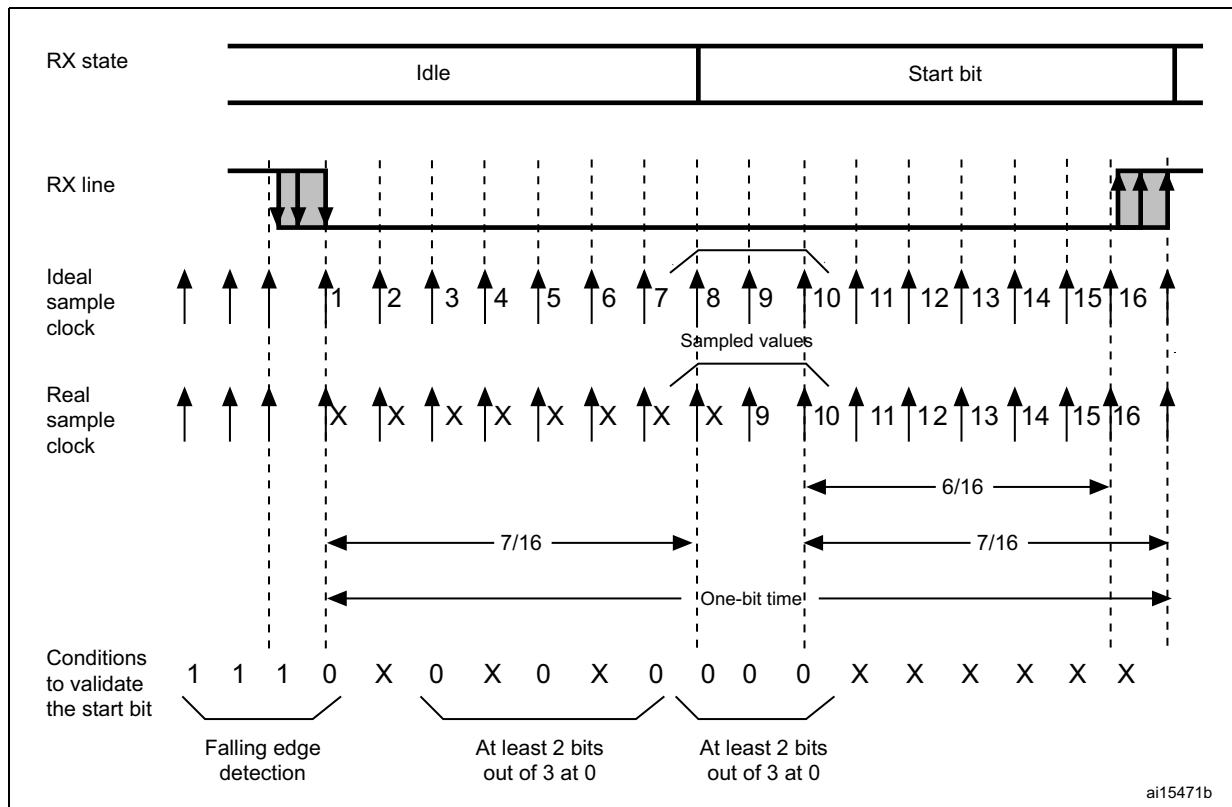 RX state
Idle
Start bit
RX line
Ideal
sample
clock
1 2 3 4 5 6 7 8 9 10 11 12 13 14 15 16
Sampled values
Real
sample
clock
X X X X X X X X 9 10 11 12 13 14 15 16
6/16
7/16
7/16
One-bit time
Conditions
to validate
the start bit
1 1 1 0 X 0 X 0 X 0 0 0 0 X X X X X X
Falling edge
detection
At least 2 bits
out of 3 at 0
At least 2 bits
out of 3 at 0
ai15471b